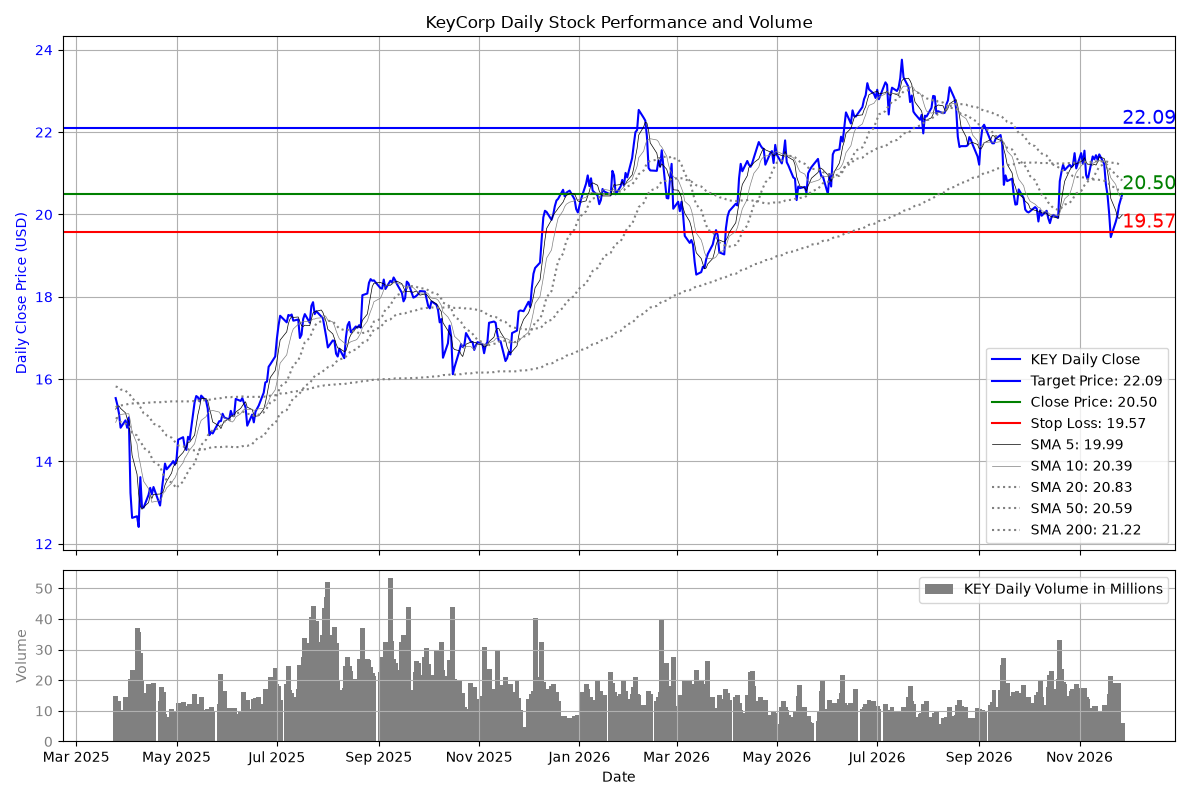 KeyCorp Daily Stock Performance and Volume
24
22
20
18
16
14
12
Daily Close Price (USD)
22.09
20.50
19.57
KEY Daily Close
Target Price: 22.09
Close Price: 20.50
Stop Loss: 19.57
SMA 5: 19.99
SMA 10: 20.39
SMA 20: 20.83
SMA 50: 20.59
SMA 200: 21.22
50
40
30
20
10
0
Volume
KEY Daily Volume in Millions
Mar 2025 May 2025 Jul 2025 Sep 2025 Nov 2025 Jan 2026 Mar 2026 May 2026 Jul 2026 Sep 2026 Nov 2026
Date